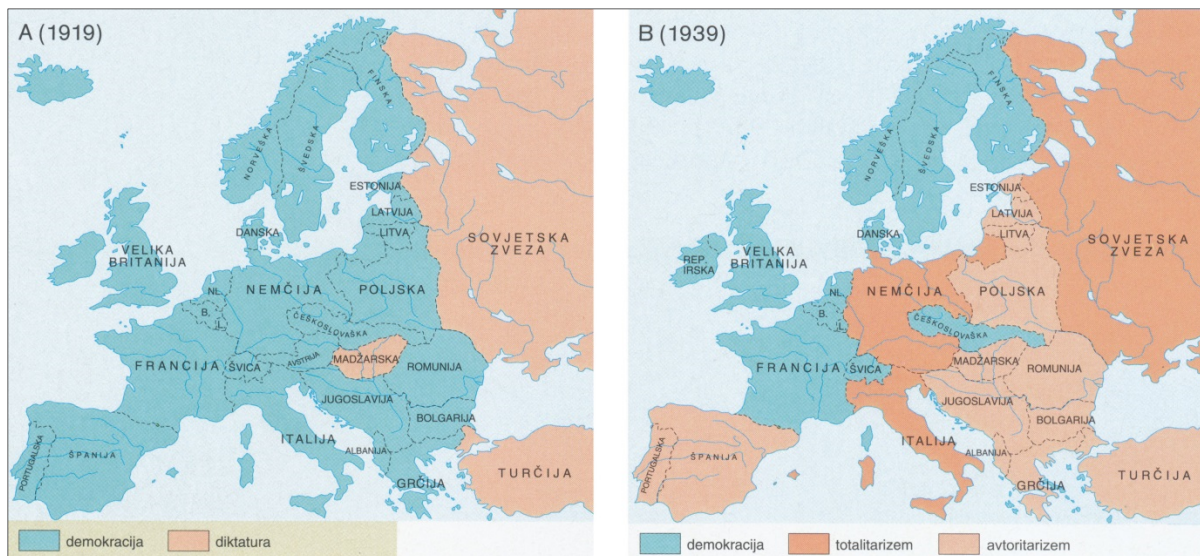 A (1919)
NORVEŠKA
ŠVEDSKA
FINSKA
ESTONIJA
LATVIJA
LITVA
DANSKA
VELIKA
BRITANIJA
SOVJETSKA
ZVEZA
NL.
B.
L.
NEMČIJA
POLJSKA
ČEŠKOSLOVAŠKA
FRANCIJA
ŠVICA
AVSTRIJA
MADŽARSKA
ROMUNIJA
JUGOSLAVIJA
BOLGARIJA
ITALIJA
ALBANIJA
GRČIJA
TURČIJA
PORTUGALSKA
ŠPANIJA
demokracija
diktatura
B (1939)
NORVEŠKA
ŠVEDSKA
FINSKA
ESTONIJA
LATVIJA
LITVA
DANSKA
REP.
IRSKA
VELIKA
BRITANIJA
SOVJETSKA
ZVEZA
NL.
B.
L.
NEMČIJA
POLJSKA
ČEŠKOSLOVAŠKA
FRANCIJA
ŠVICA
MADŽARSKA
ROMUNIJA
JUGOSLAVIJA
BOLGARIJA
ITALIJA
ALBANIJA
GRČIJA
TURČIJA
PORTUGALSKA
ŠPANIJA
demokracija
totalitarizem
avtoritarizem